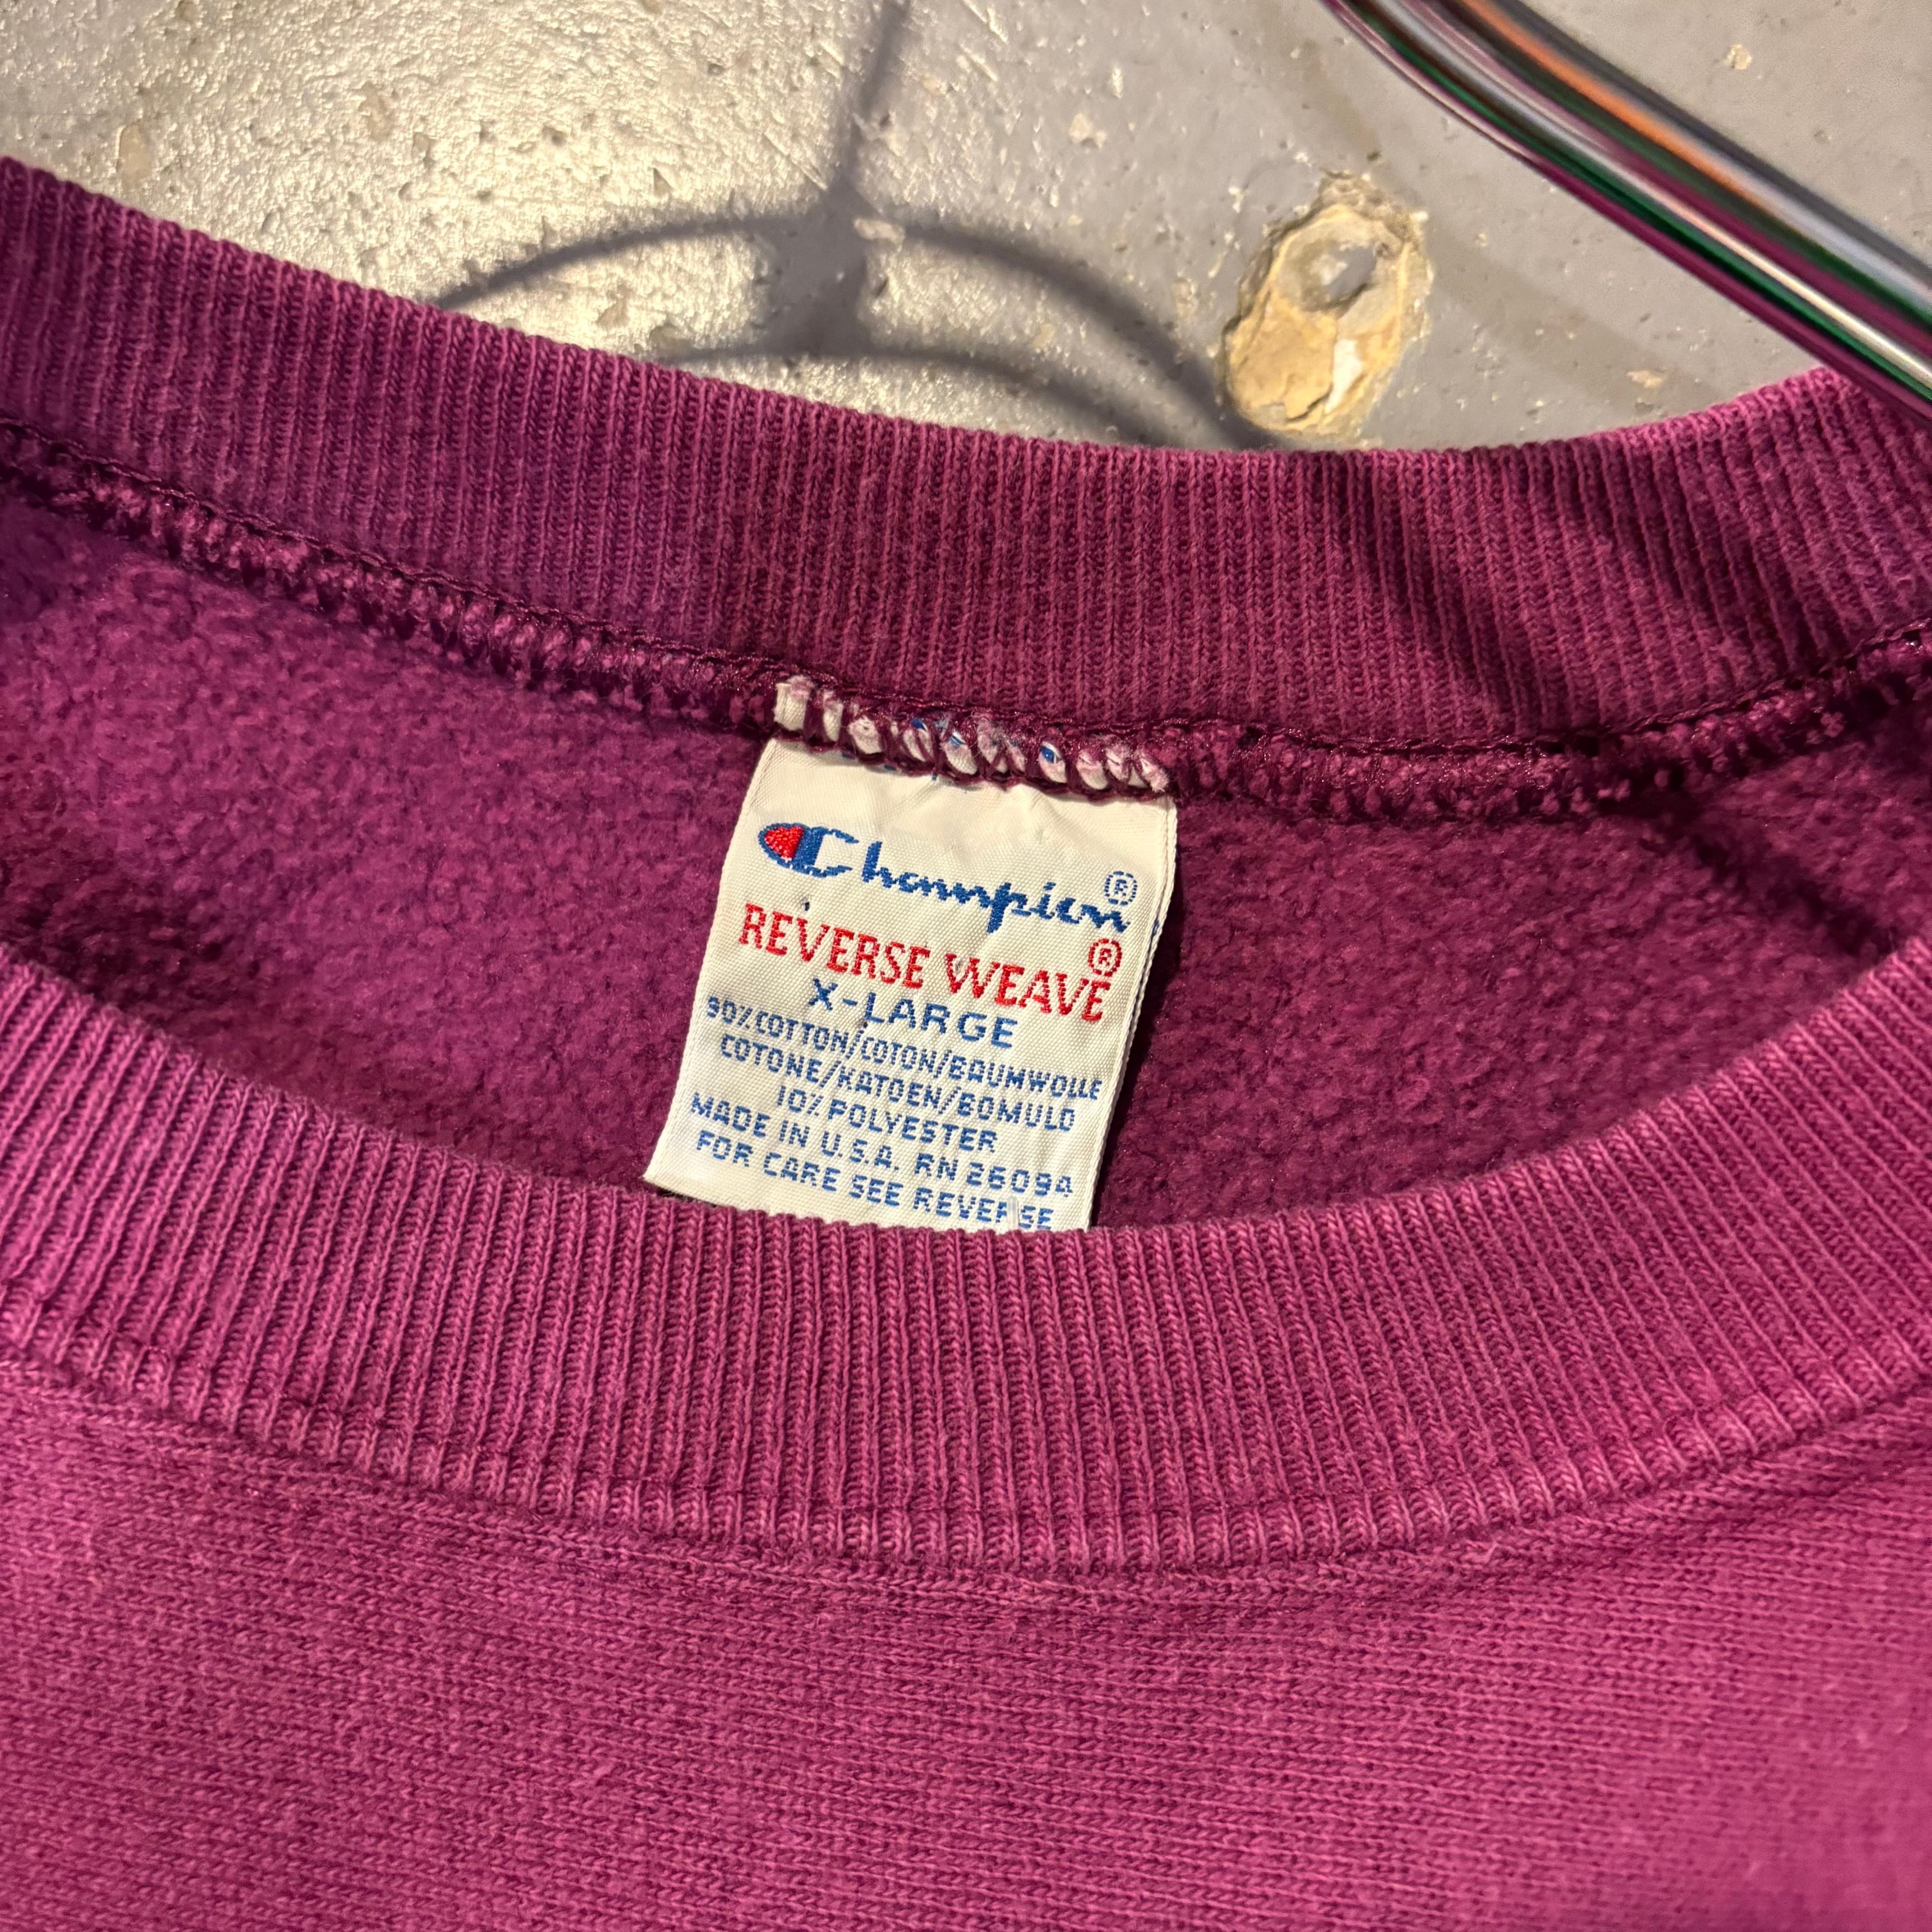 Champion®
REVERSE WEAVE®
X-LARGE
90% COTTON/COTON/BAUMWOLLE
COTONE/KATOEN/BOMULD
10% POLYESTER
MADE IN U.S.A. RN 26094
FOR CARE SEE REVERSE